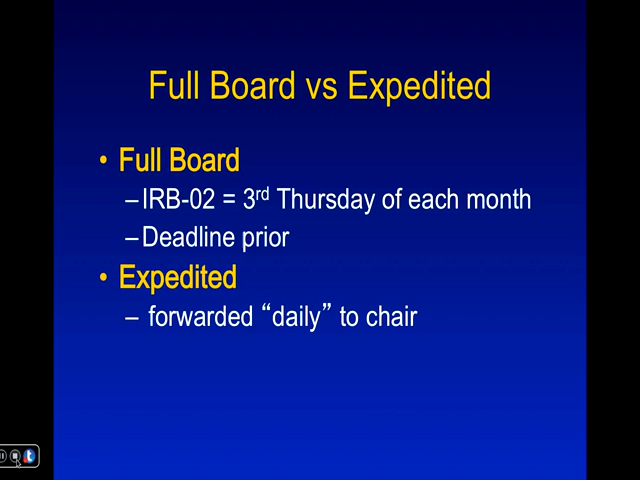 Full Board vs Expedited
• Full Board
–IRB-02 = 3rd Thursday of each month
–Deadline prior
• Expedited
– forwarded “daily” to chair
t